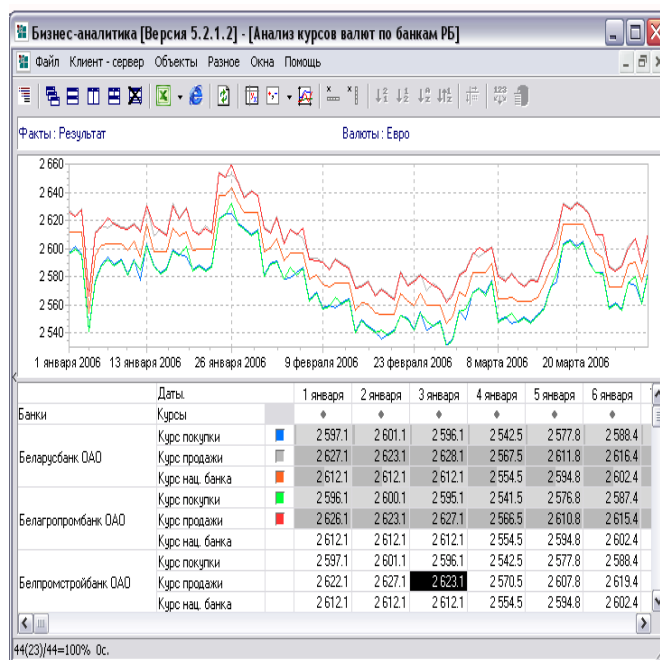 Бизнес-аналитика [Версия 5.2.1.2] - [Анализ курсов валют по банкам РБ]
Файл Клиент - сервер Объекты Разное Окна Помощь
Факты : Результат Валюты : Евро
2 660
2 640
2 620
2 600
2 580
2 560
2 540
1 января 2006 13 января 2006 26 января 2006 9 февраля 2006 23 февраля 2006 8 марта 2006 20 марта 2006
Даты. 1 января 2 января 3 января 4 января 5 января 6 января
Банки Курсы
Беларусбанк ОАО
Курс покупки 2 597.1 2 601.1 2 596.1 2 542.5 2 577.8 2 588.4
Курс продажи 2 627.1 2 623.1 2 628.1 2 567.5 2 611.8 2 616.4
Курс нац. банка 2 612.1 2 612.1 2 612.1 2 554.5 2 594.8 2 602.4
Белагропромбанк ОАО
Курс покупки 2 596.1 2 600.1 2 595.1 2 541.5 2 576.8 2 587.4
Курс продажи 2 626.1 2 623.1 2 627.1 2 566.5 2 610.8 2 615.4
Курс нац. банка 2 612.1 2 612.1 2 612.1 2 554.5 2 594.8 2 602.4
Белпромстройбанк ОАО
Курс покупки 2 597.1 2 601.1 2 596.1 2 542.5 2 577.8 2 588.4
Курс продажи 2 622.1 2 627.1 2 623.1 2 570.5 2 607.8 2 619.4
Курс нац. банка 2 612.1 2 612.1 2 612.1 2 554.5 2 594.8 2 602.4
44(23)/44=100% 0с.